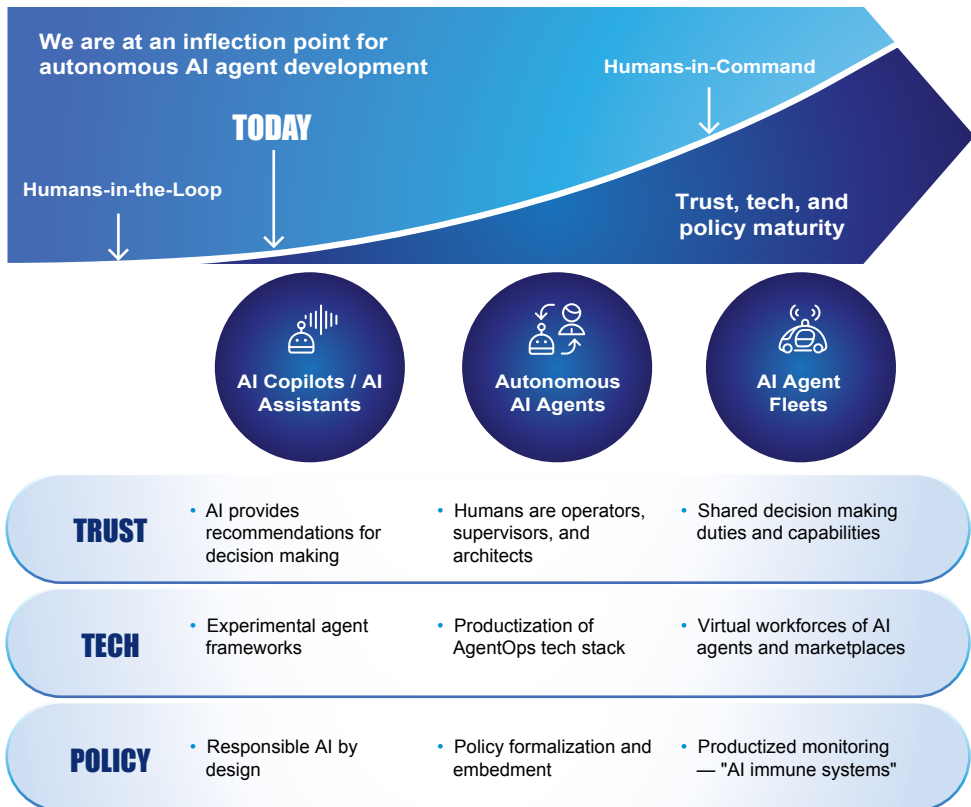 We are at an inflection point for
autonomous AI agent development
Humans-in-Command
TODAY
Humans-in-the-Loop
Trust, tech, and
policy maturity
AI Copilots / AI
Assistants
Autonomous
AI Agents
AI Agent
Fleets
TRUST
• AI provides
recommendations for
decision making
• Humans are operators,
supervisors, and
architects
• Shared decision making
duties and capabilities
TECH
• Experimental agent
frameworks
• Productization of
AgentOps tech stack
• Virtual workforces of AI
agents and marketplaces
POLICY
• Responsible AI by
design
• Policy formalization and
embedment
• Productized monitoring
— "AI immune systems"